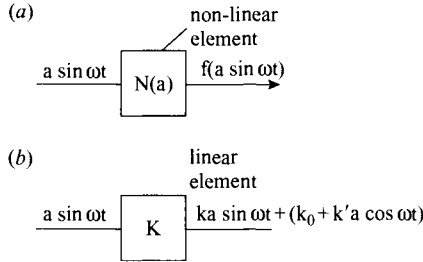 (a)
non-linear
element
a sin ωt
N(a)
f(a sin ωt)
(b)
linear
element
a sin ωt
K
ka sin ωt + (k₀ + k′a cos ωt)